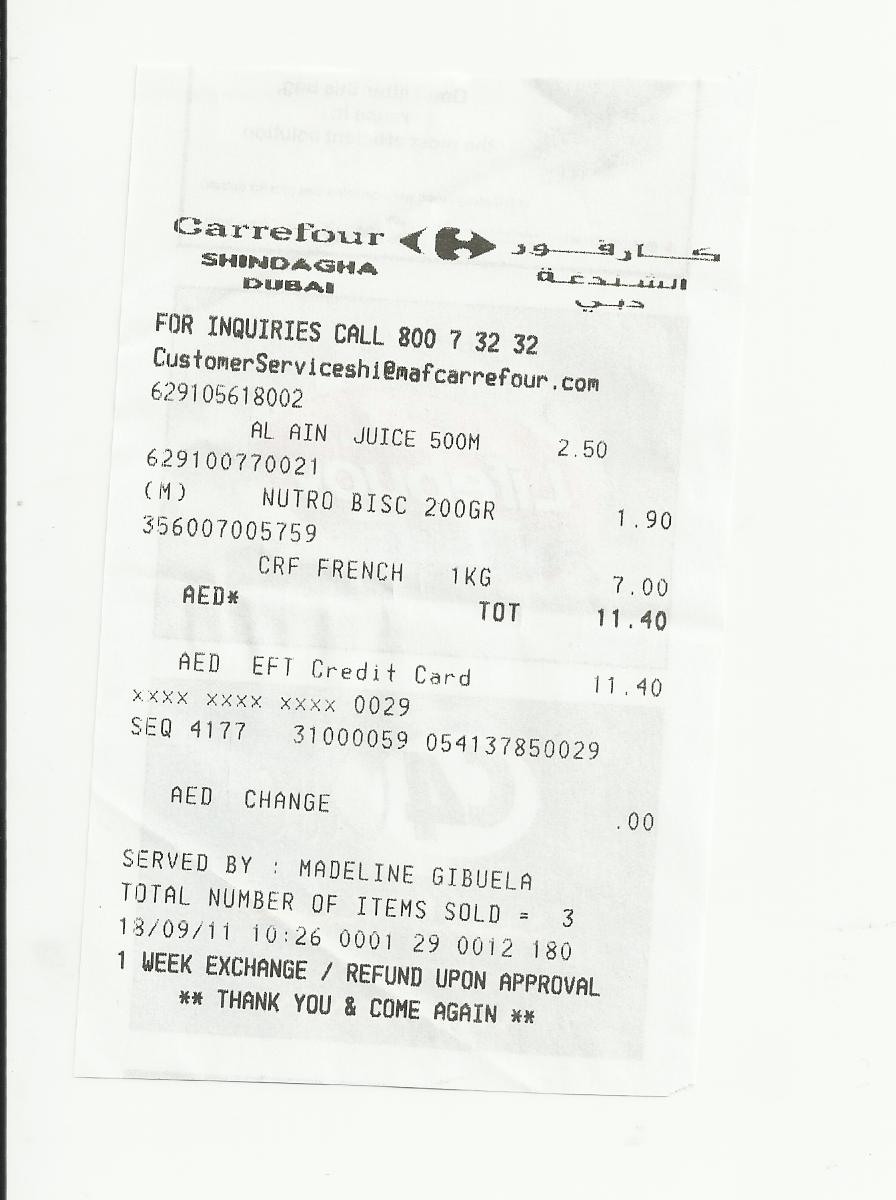 Carrefour كارفور
SHINDAGHA الشندغة
DUBAI دبي
FOR INQUIRIES CALL 800 7 32 32
CustomerServiceshi@mafcarrefour.com
629105618002
AL AIN JUICE 500M 2.50
629100770021
(M) NUTRO BISC 200GR 1.90
356007005759
CRF FRENCH 1KG 7.00
AED* TOT 11.40
AED EFT Credit Card 11.40
xxxx xxxx xxxx 0029
SEQ 4177 31000059 054137850029
AED CHANGE .00
SERVED BY : MADELINE GIBUELA
TOTAL NUMBER OF ITEMS SOLD = 3
18/09/11 10:26 0001 29 0012 180
1 WEEK EXCHANGE / REFUND UPON APPROVAL
** THANK YOU & COME AGAIN **